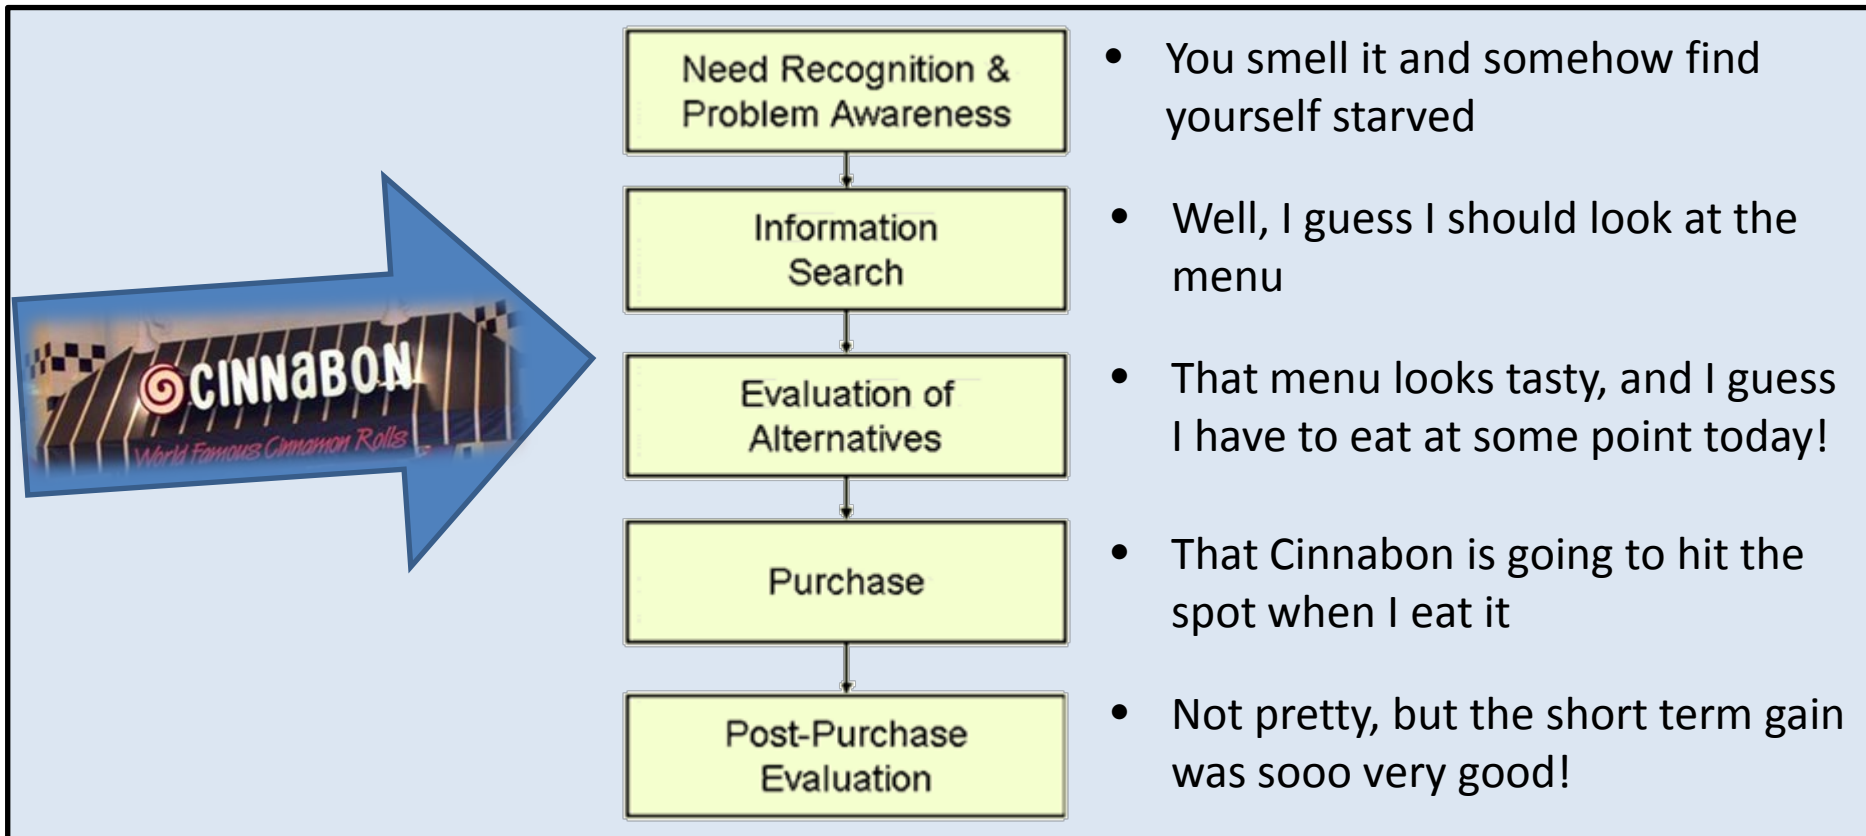 Need Recognition &
Problem Awareness
• You smell it and somehow find
yourself starved
Information
Search
• Well, I guess I should look at the
menu
CINNaBON
World Famous Cinnamon Rolls
Evaluation of
Alternatives
• That menu looks tasty, and I guess
I have to eat at some point today!
Purchase
• That Cinnabon is going to hit the
spot when I eat it
Post-Purchase
Evaluation
• Not pretty, but the short term gain
was sooo very good!